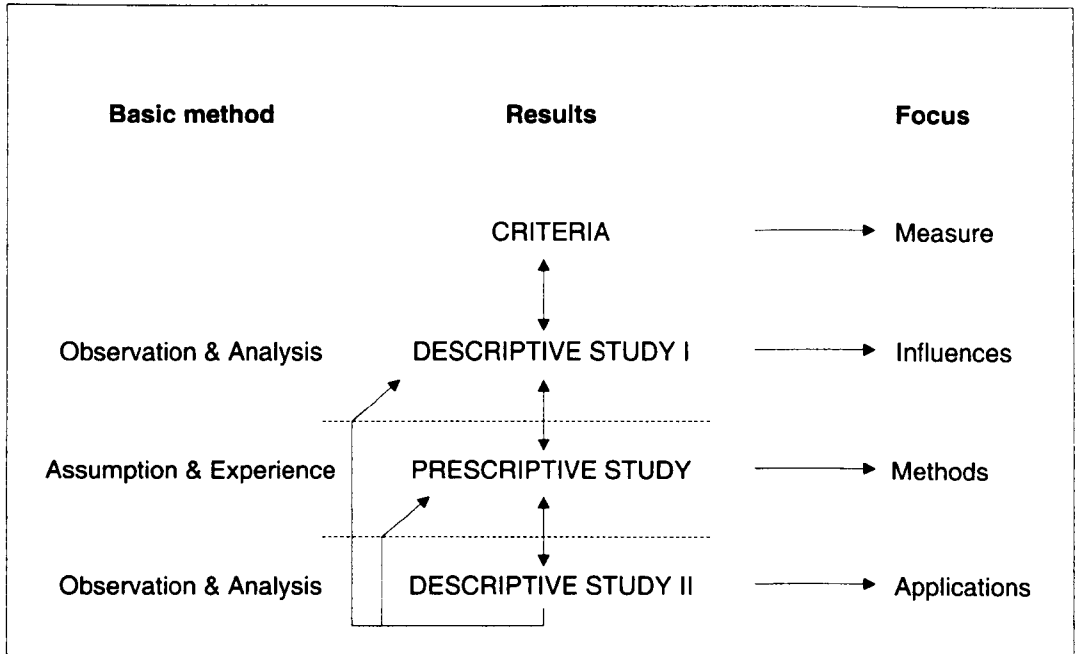 Basic method Results Focus
CRITERIA Measure
Observation & Analysis DESCRIPTIVE STUDY I Influences
Assumption & Experience PRESCRIPTIVE STUDY Methods
Observation & Analysis DESCRIPTIVE STUDY II Applications